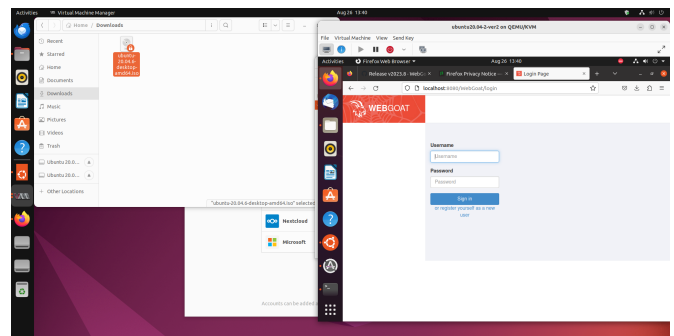 Activities
Virtual Machine Manager
Aug 26 13:40
Home / Downloads
Recent
Starred
Home
Documents
Downloads
Music
Pictures
Videos
Trash
Ubuntu 20.0...
Ubuntu 20.0...
Other Locations
ubuntu-
20.04.6-
desktop-
amd64.iso
"ubuntu-20.04.6-desktop-amd64.iso" selected
Nextcloud
Microsoft
Accounts can be added
ubuntu20.04-2-ver2 on QEMU/KVM
File Virtual Machine View Send Key
Activities
Firefox Web Browser
Aug 26 13:40
Release v2023.8 · WebG
Firefox Privacy Notice —
Login Page
localhost:8080/WebGoat/login
WEBGOAT
Username
Username
Password
Password
Sign in
or register yourself as a new
user